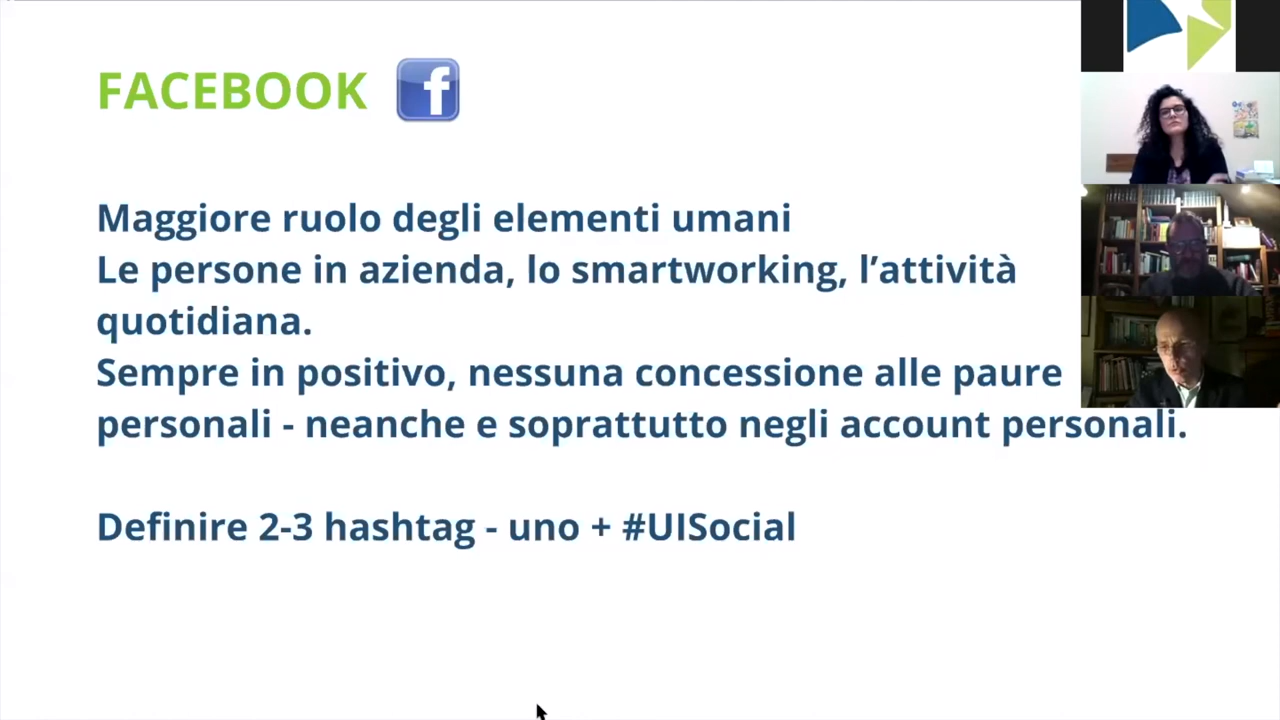 FACEBOOK f
Maggiore ruolo degli elementi umani
Le persone in azienda, lo smartworking, l’attività
quotidiana.
Sempre in positivo, nessuna concessione alle paure
personali - neanche e soprattutto negli account personali.
Definire 2-3 hashtag - uno + #UISocial